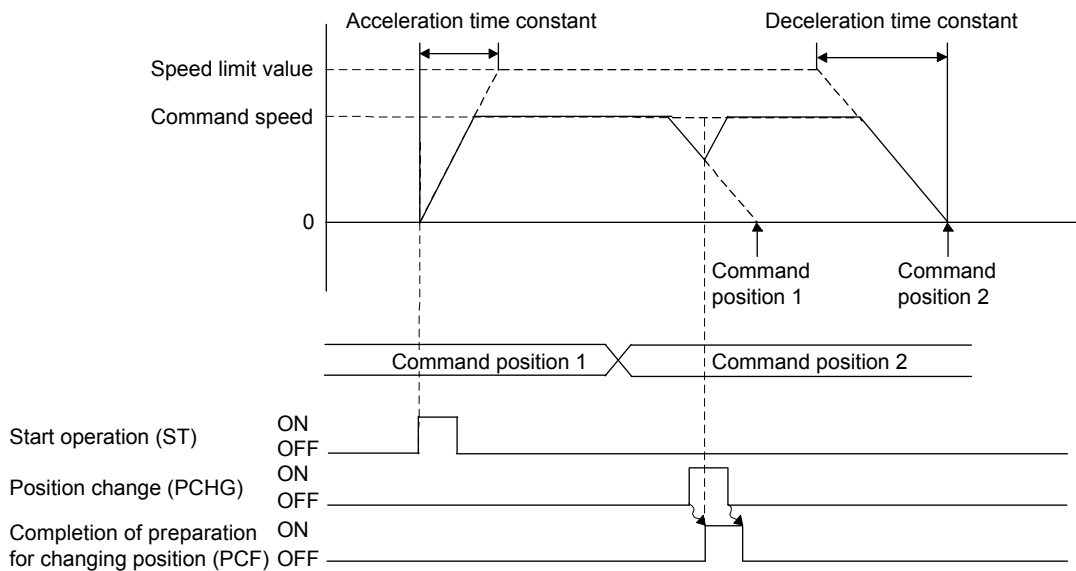 Acceleration time constant
Deceleration time constant
Speed limit value
Command speed
0
Command
position 1
Command
position 2
Command position 1
Command position 2
Start operation (ST)
ON
OFF
Position change (PCHG)
ON
OFF
Completion of preparation
for changing position (PCF)
ON
OFF